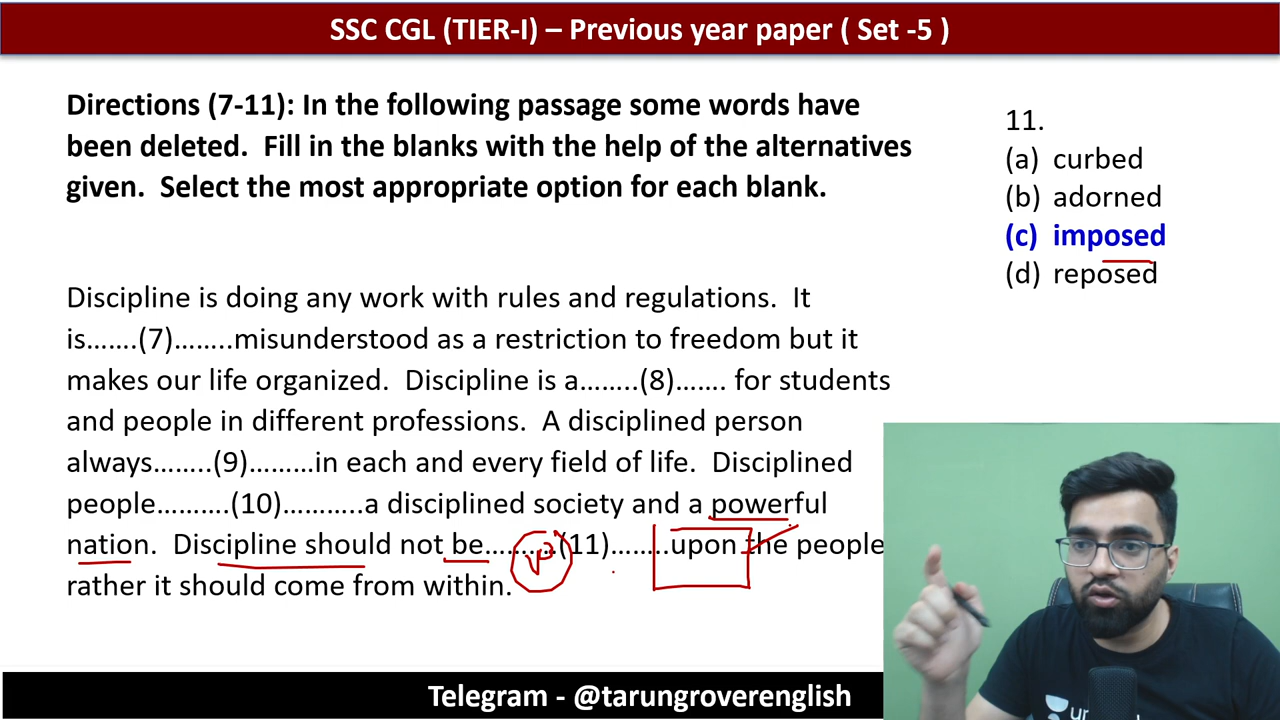 SSC CGL (TIER-I) – Previous year paper ( Set -5 )
Directions (7-11): In the following passage some words have
been deleted.  Fill in the blanks with the help of the alternatives
given.  Select the most appropriate option for each blank.
Discipline is doing any work with rules and regulations.  It
is…….(7)……..misunderstood as a restriction to freedom but it
makes our life organized.  Discipline is a……..(8)……. for students
and people in different professions.  A disciplined person
always……..(9)………in each and every field of life.  Disciplined
people……….(10)………..a disciplined society and a powerful
nation.  Discipline should not be……….(11)……..upon the people
rather it should come from within.
V3
11.
(a) curbed
(b) adorned
(c) imposed
(d) reposed
Telegram - @tarungroverenglish